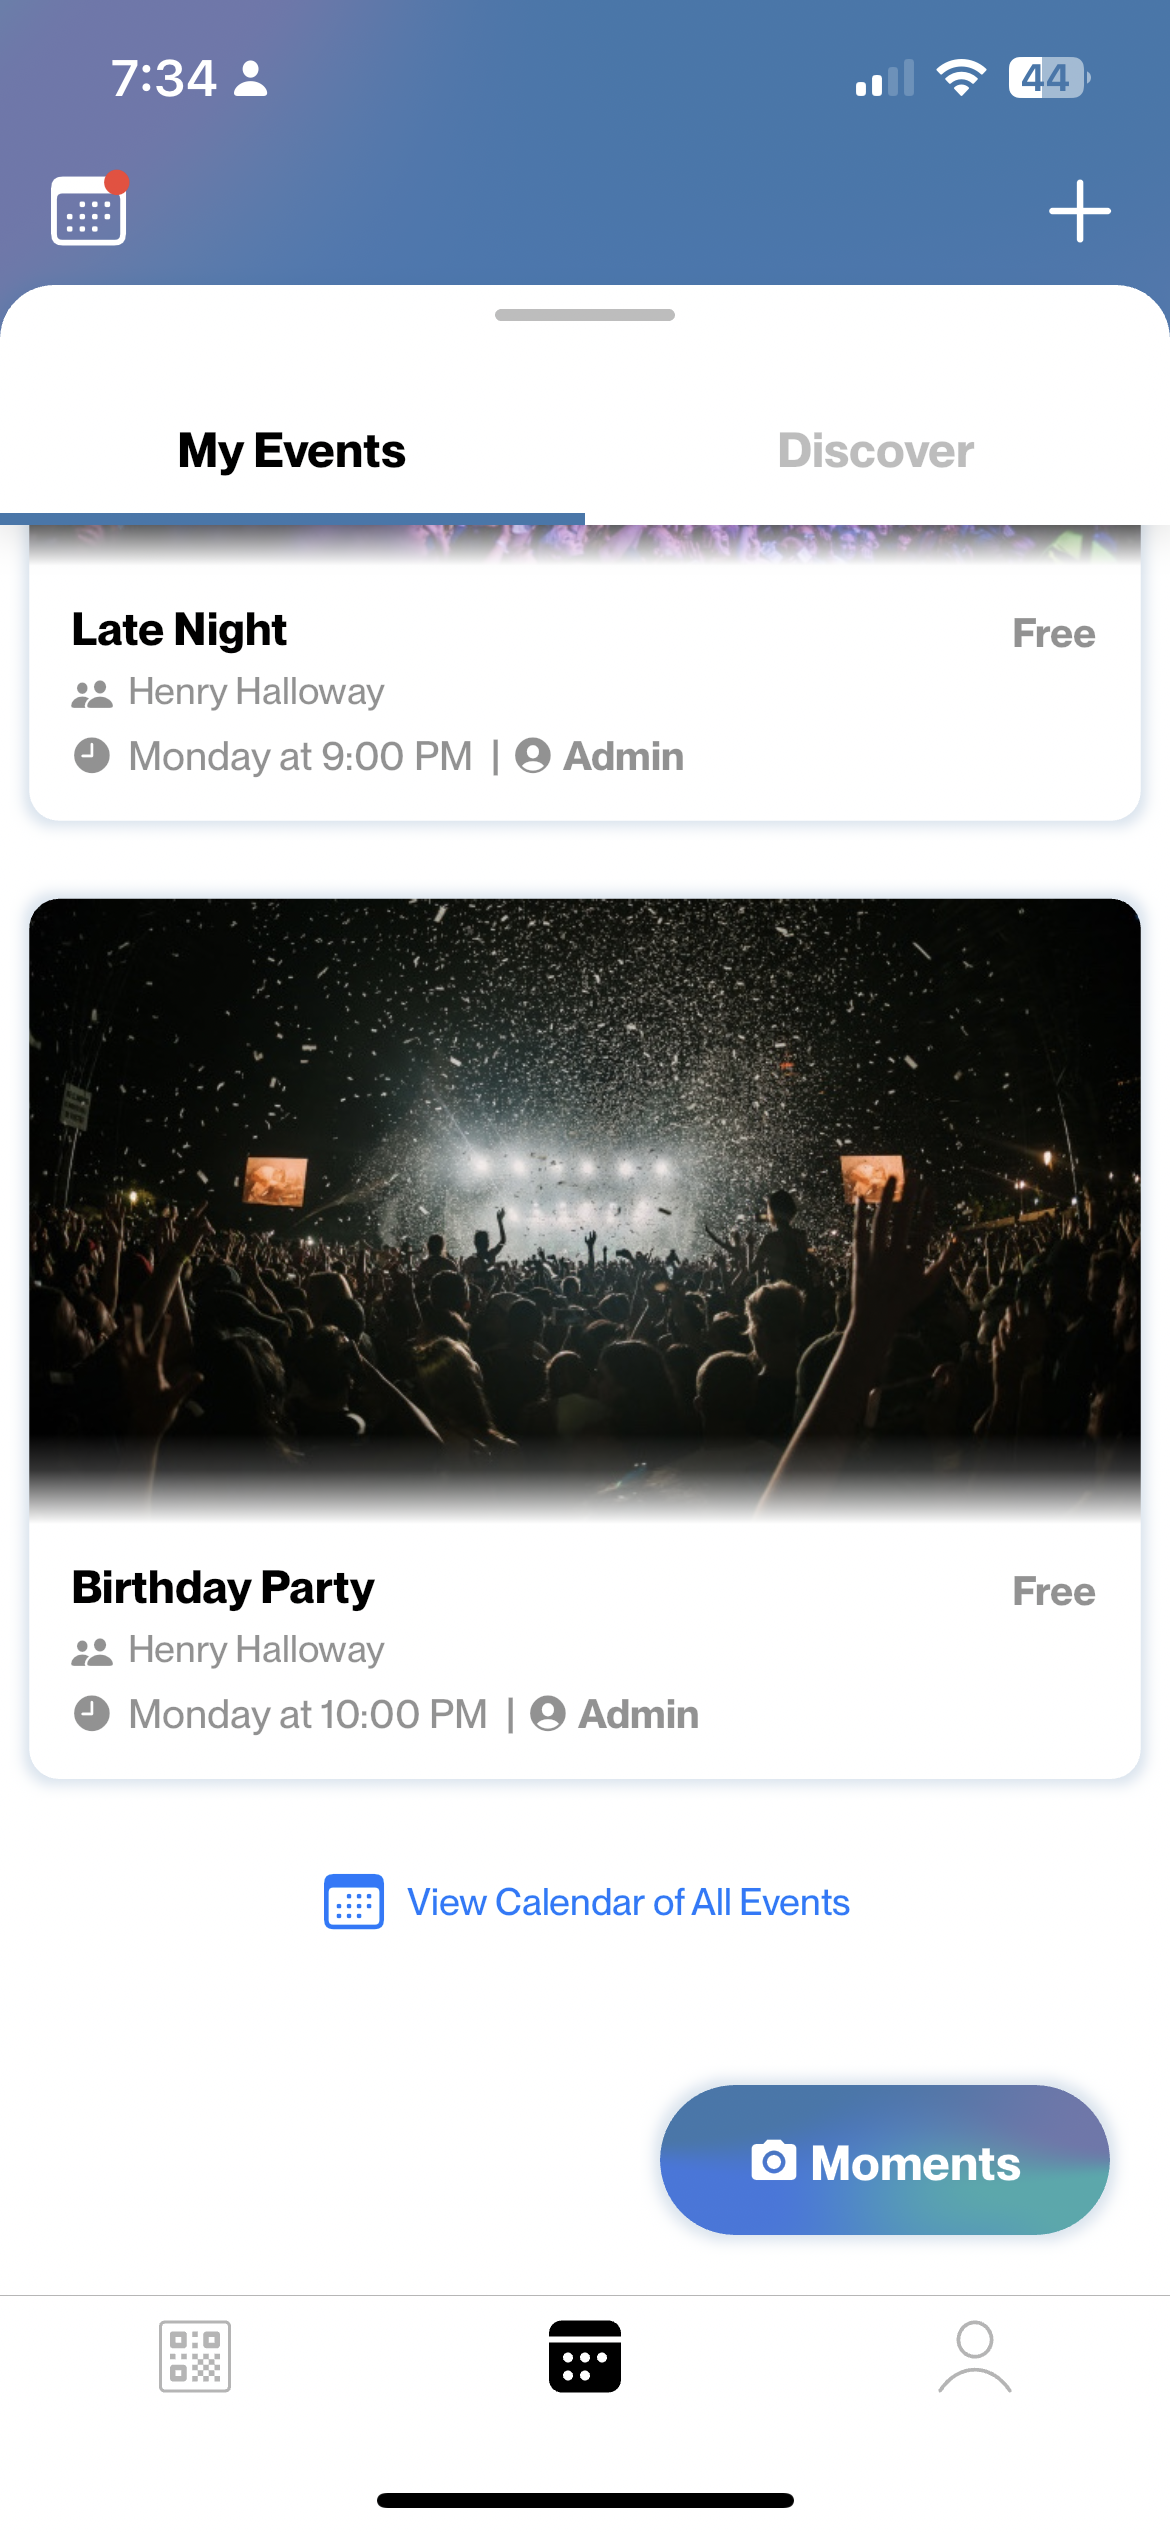 7:34
44
My Events
Discover
Late Night
Free
Henry Halloway
Monday at 9:00 PM | Admin
Birthday Party
Free
Henry Halloway
Monday at 10:00 PM | Admin
View Calendar of All Events
Moments